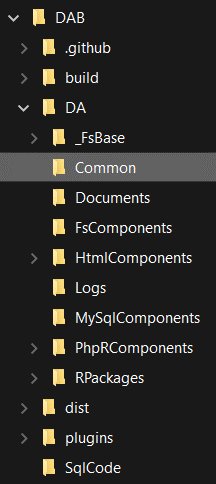 DAB
.github
build
DA
_FsBase
Common
Documents
FsComponents
HtmlComponents
Logs
MySqlComponents
PhpRComponents
RPackages
dist
plugins
SqlCode